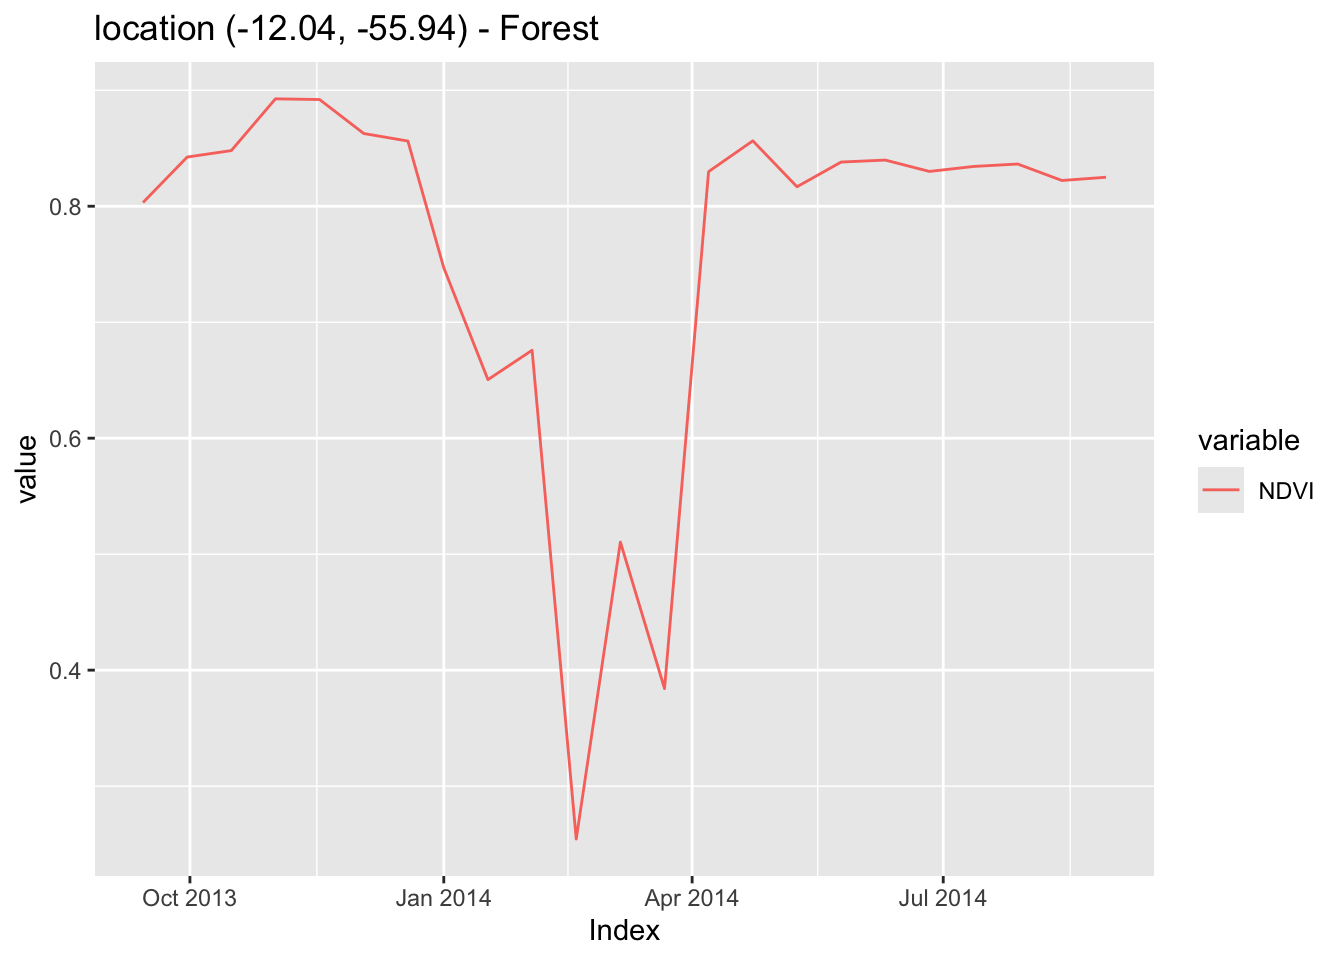 location (-12.04, -55.94) - Forest
value
0.8
0.6
0.4
Oct 2013
Jan 2014
Apr 2014
Jul 2014
Index
variable
NDVI